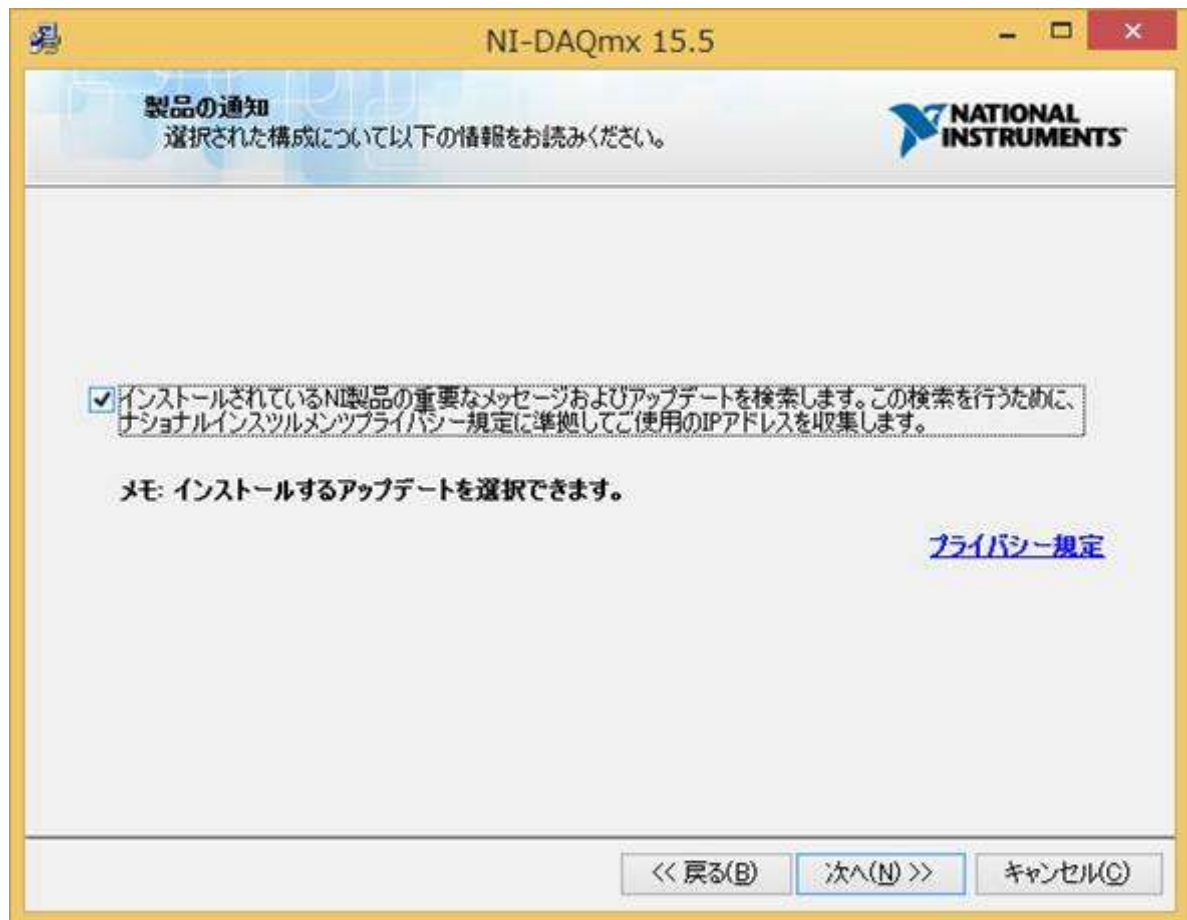 NI-DAQmx 15.5
製品の通知
選択された構成について以下の情報をお読みください。
NATIONAL
INSTRUMENTS
インストールされているNI製品の重要なメッセージおよびアップデートを検索します。この検索を行うために、
ナショナルインスツルメンツプライバシー規定に準拠してご使用のIPアドレスを収集します。
メモ: インストールするアップデートを選択できます。
プライバシー規定
<< 戻る(B)
次へ(N) >>
キャンセル(C)